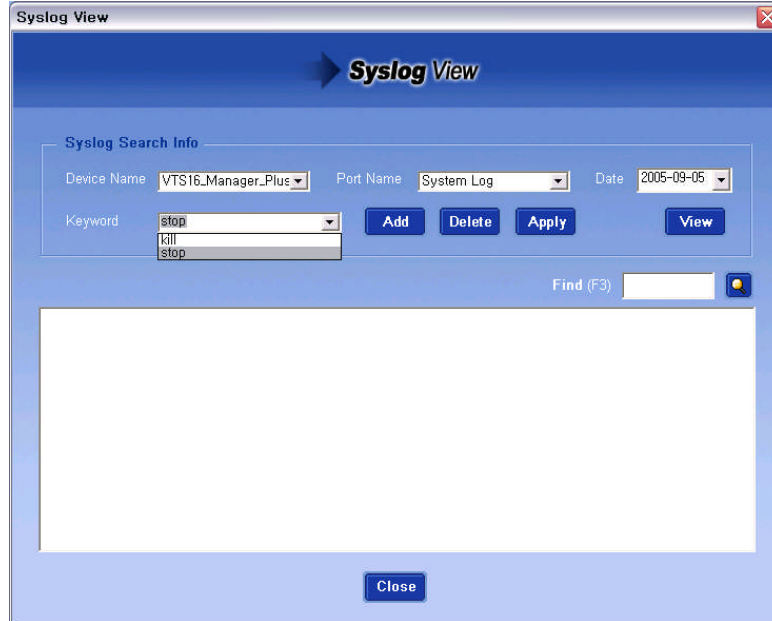 Syslog View
Syslog View
Syslog Search Info
Device Name VTS16_Manager_Plus Port Name System Log Date 2005-09-05
Keyword stop Add Delete Apply View
kill
stop
Find (F3)
Close